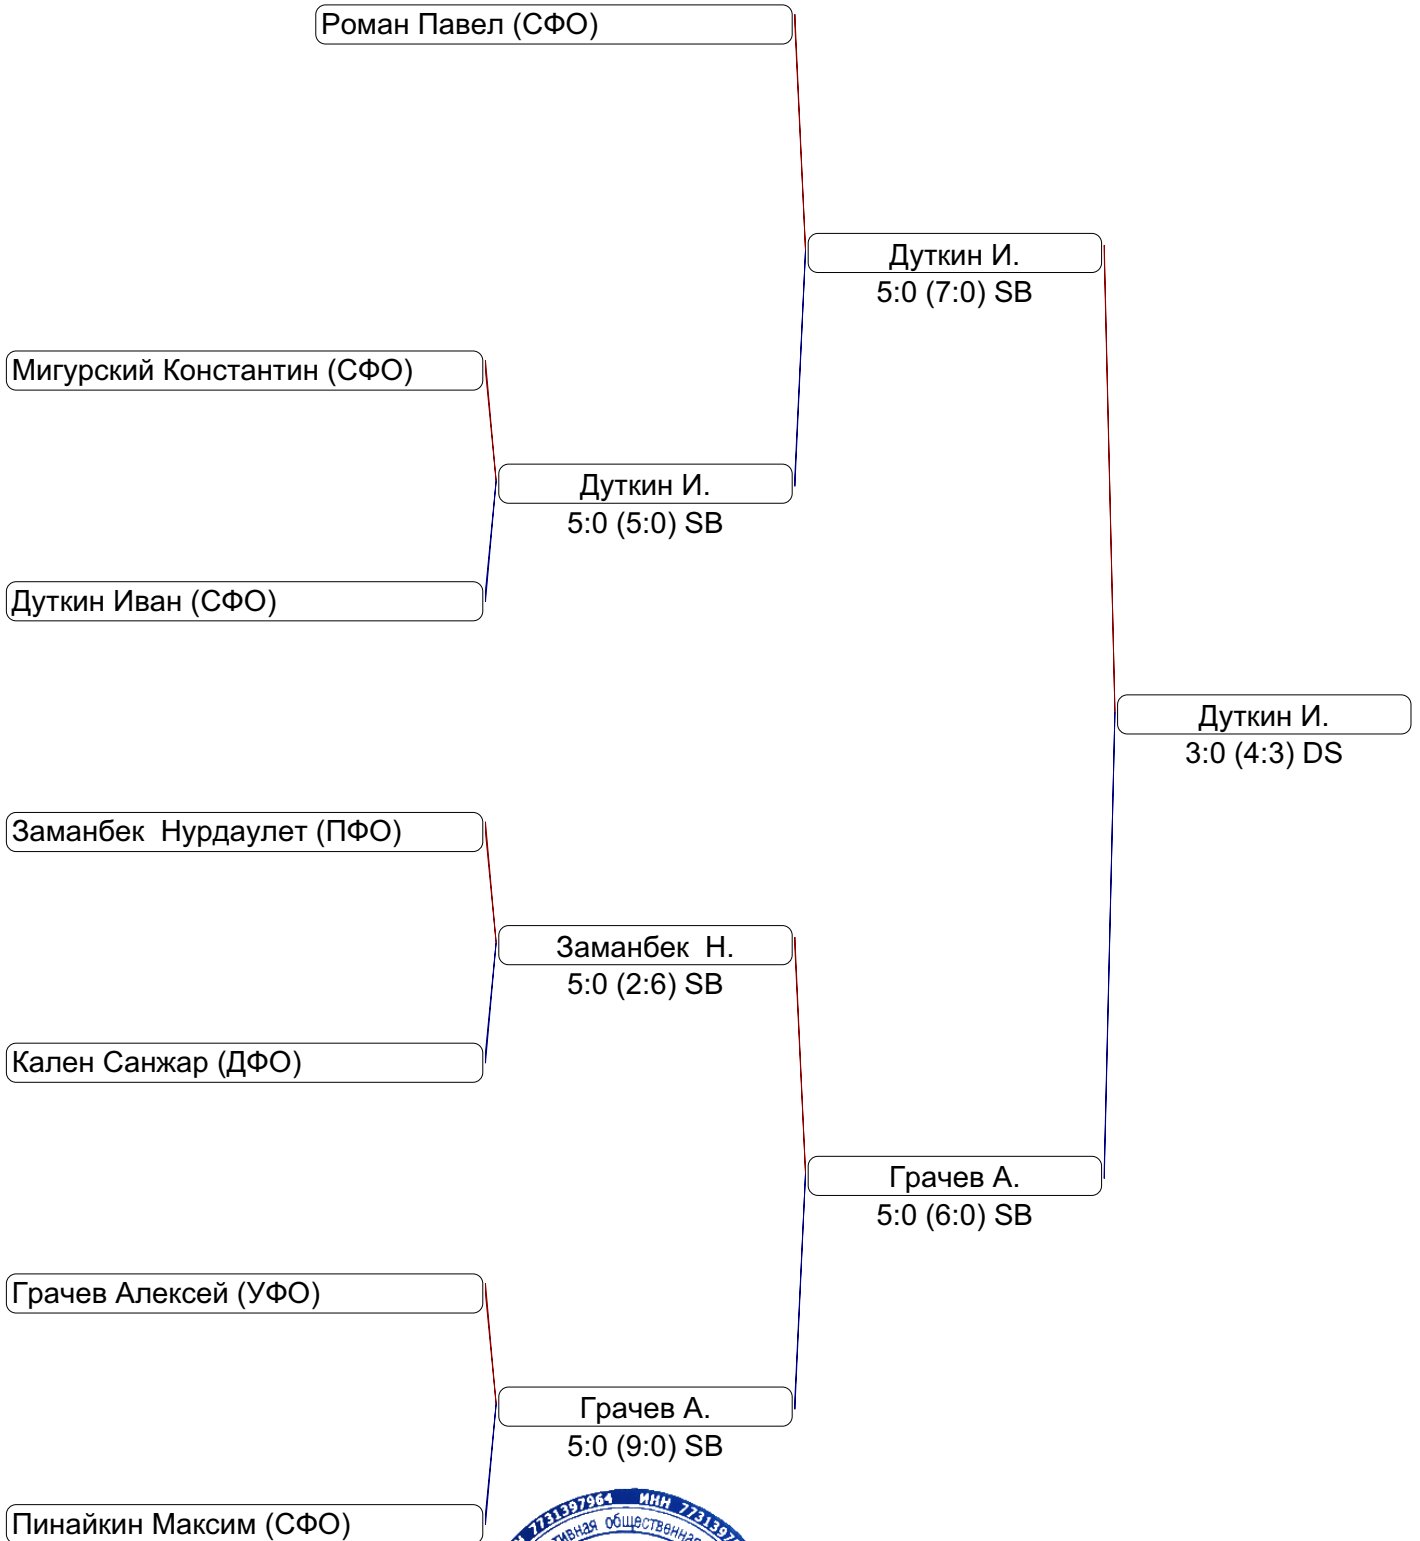 Роман Павел (СФО)
Дуткин И.
5:0 (7:0) SB
Мигурский Константин (СФО)
Дуткин И.
5:0 (5:0) SB
Дуткин Иван (СФО)
Дуткин И.
3:0 (4:3) DS
Заманбек  Нурдаулет (ПФО)
Заманбек  Н.
5:0 (2:6) SB
Кален Санжар (ДФО)
Грачев А.
5:0 (6:0) SB
Грачев Алексей (УФО)
Грачев А.
5:0 (9:0) SB
7731397964 ИНН
общественная
Пинайкин Максим (СФО)